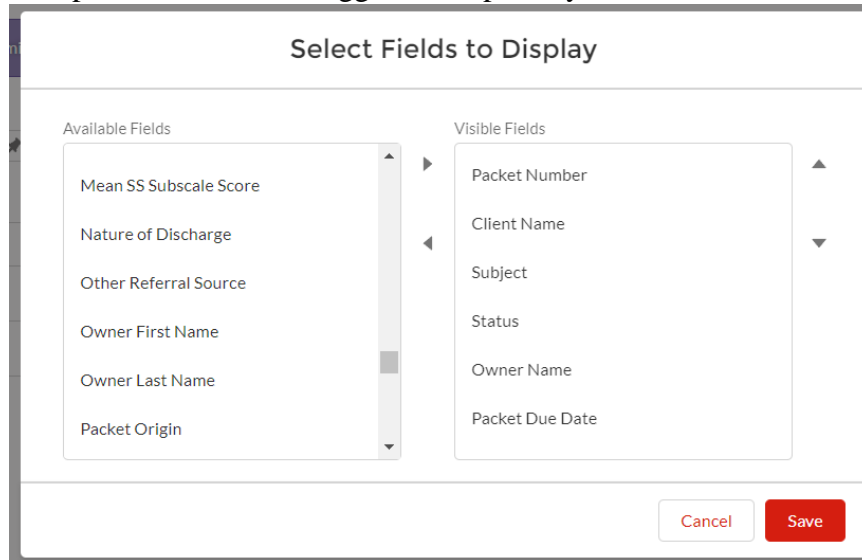 Select Fields to Display
Available Fields
Visible Fields
Mean SS Subscale Score
Nature of Discharge
Other Referral Source
Owner First Name
Owner Last Name
Packet Origin
Packet Number
Client Name
Subject
Status
Owner Name
Packet Due Date
Cancel
Save